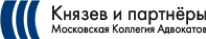 Князев и партнёры
Московская Коллегия Адвокатов